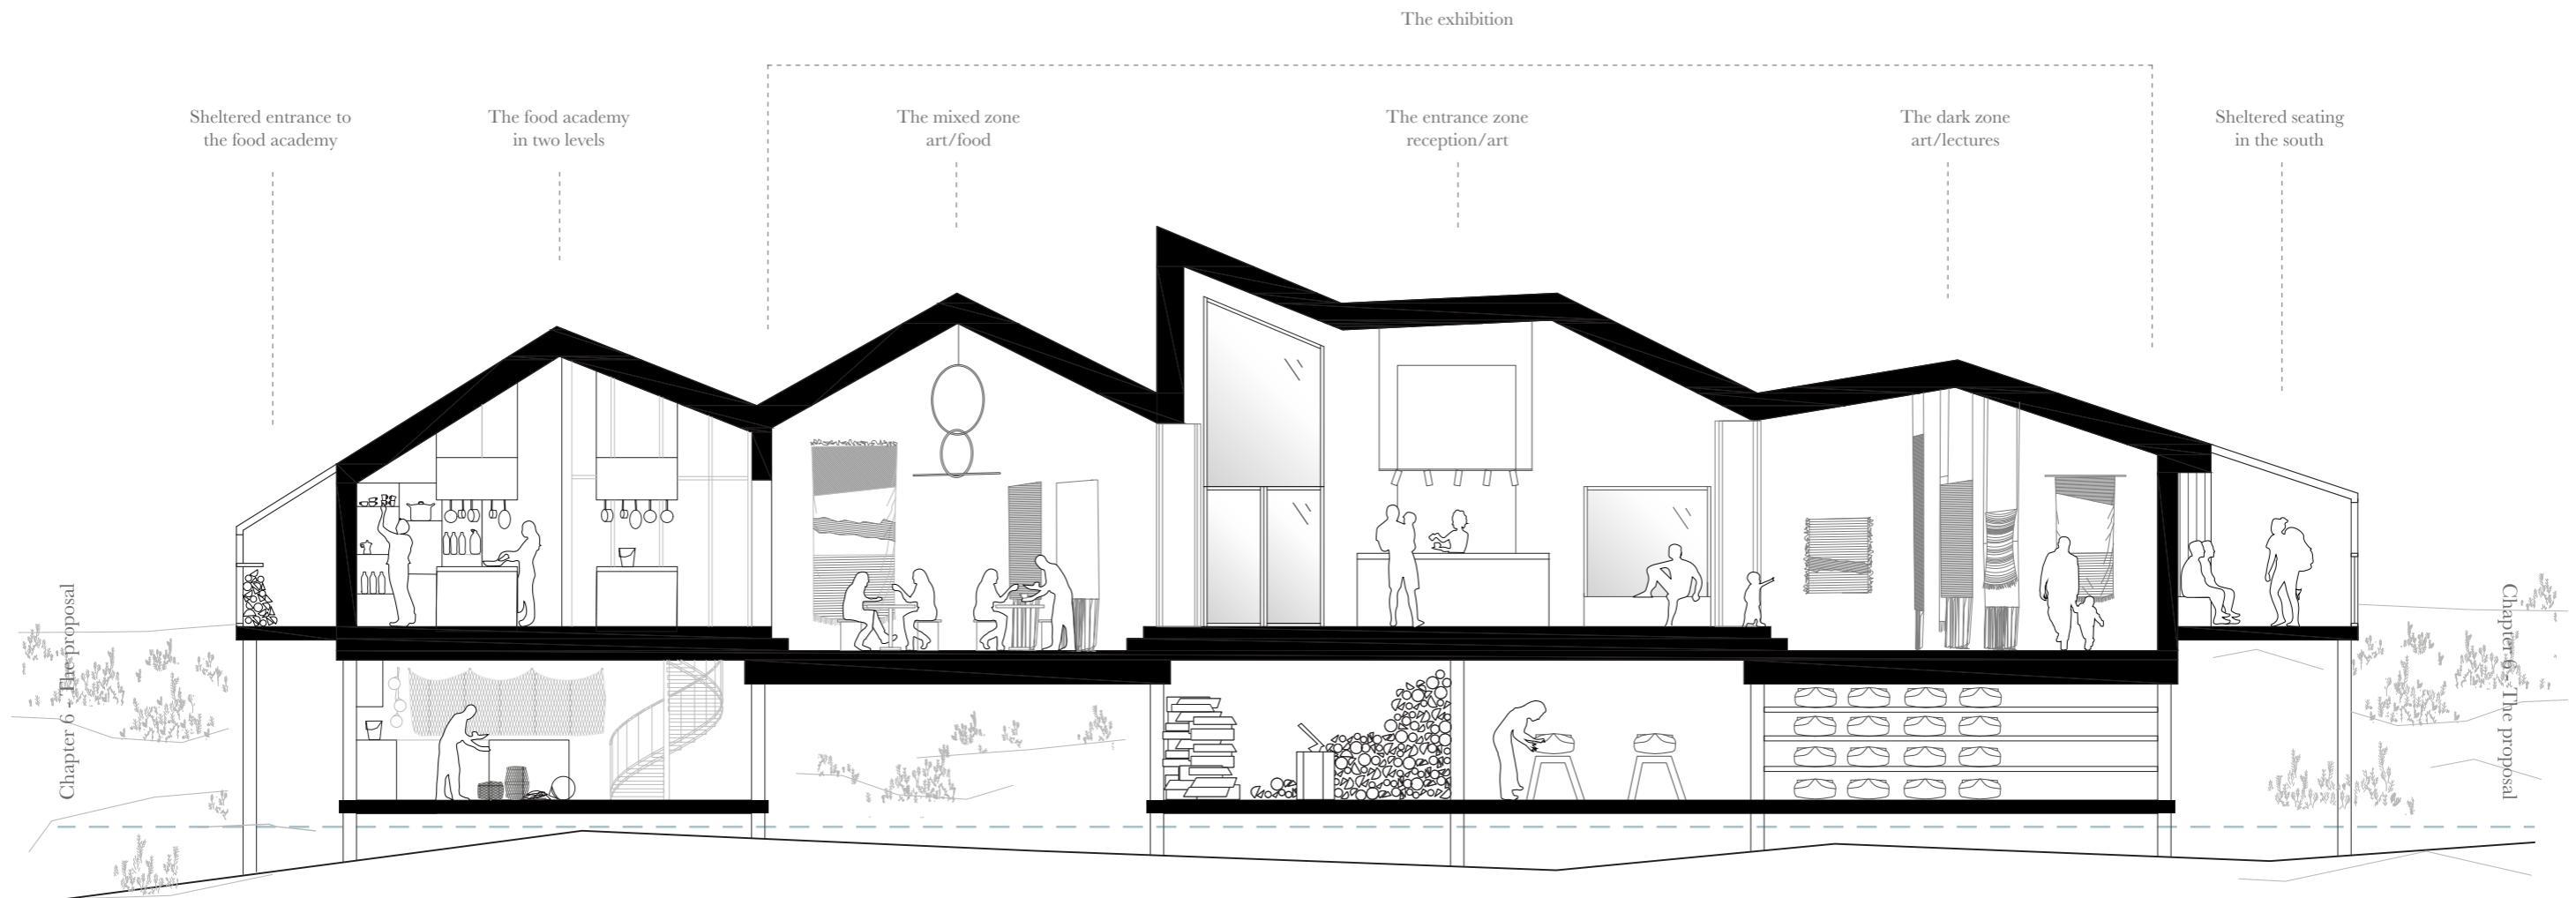 The exhibition
Sheltered entrance to
the food academy
The food academy
in two levels
The mixed zone
art/food
The entrance zone
reception/art
The dark zone
art/lectures
Sheltered seating
in the south
Chapter 6 - The proposal
Chapter 6 - The proposal